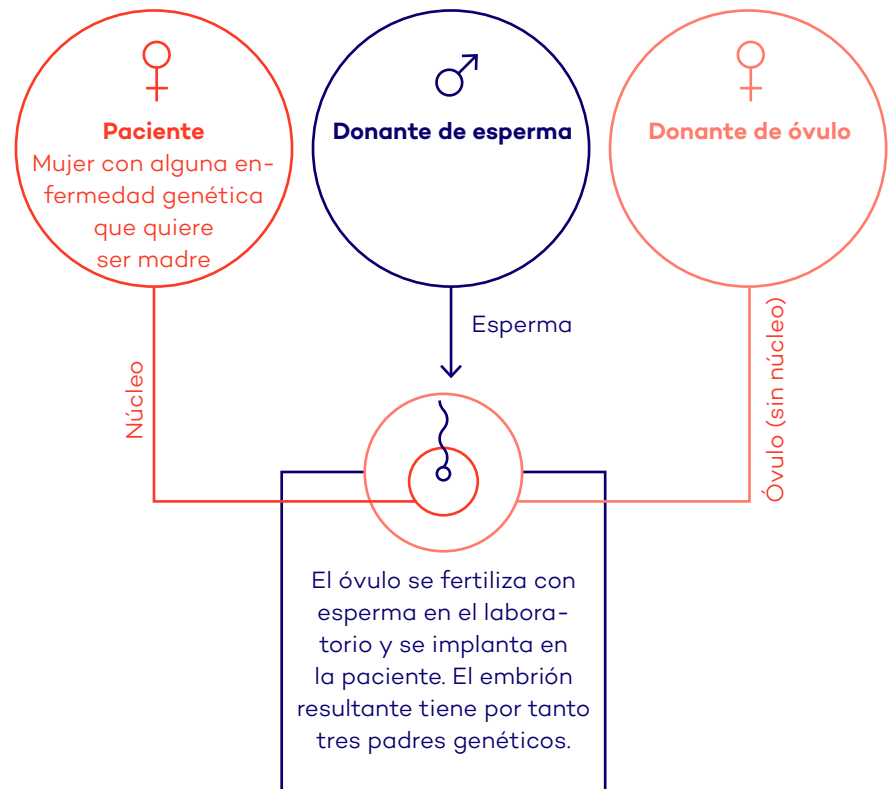 Paciente
Mujer con alguna en-
fermedad genética
que quiere
ser madre
Donante de esperma
Donante de óvulo
Esperma
Núcleo
Óvulo (sin núcleo)
El óvulo se fertiliza con
esperma en el labora-
torio y se implanta en
la paciente. El embrión
resultante tiene por tanto
tres padres genéticos.